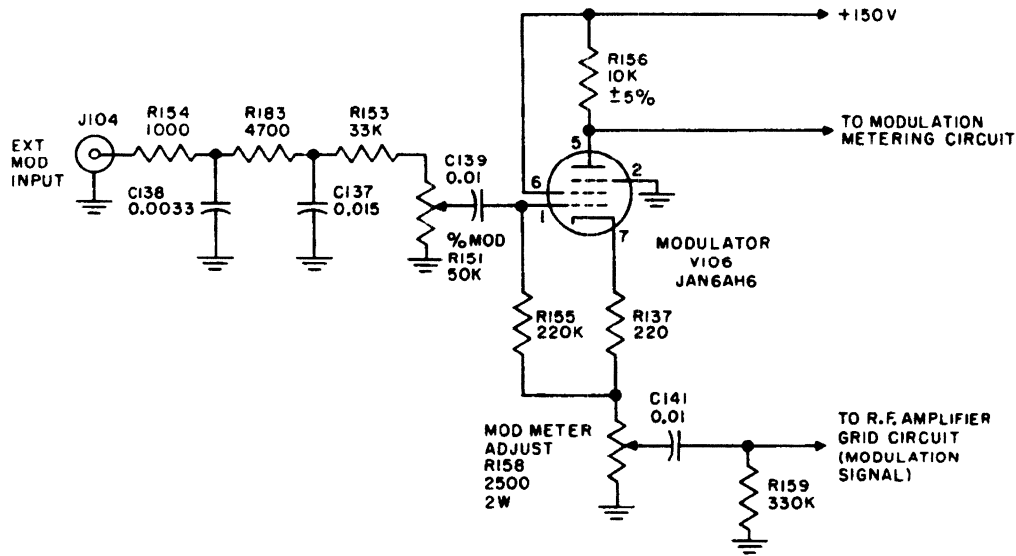 +150V
R156
10K
±5%
J104
R154
1000
R183
4700
R153
33K
TO MODULATION
METERING CIRCUIT
EXT
MOD
INPUT
C139
0.01
5
2
6
1
7
C138
0.0033
C137
0.015
% MOD
R151
50K
MODULATOR
V106
JAN6AH6
R155
220K
R137
220
C141
0.01
MOD METER
ADJUST
R158
2500
2W
TO R.F. AMPLIFIER
GRID CIRCUIT
(MODULATION
SIGNAL)
R159
330K